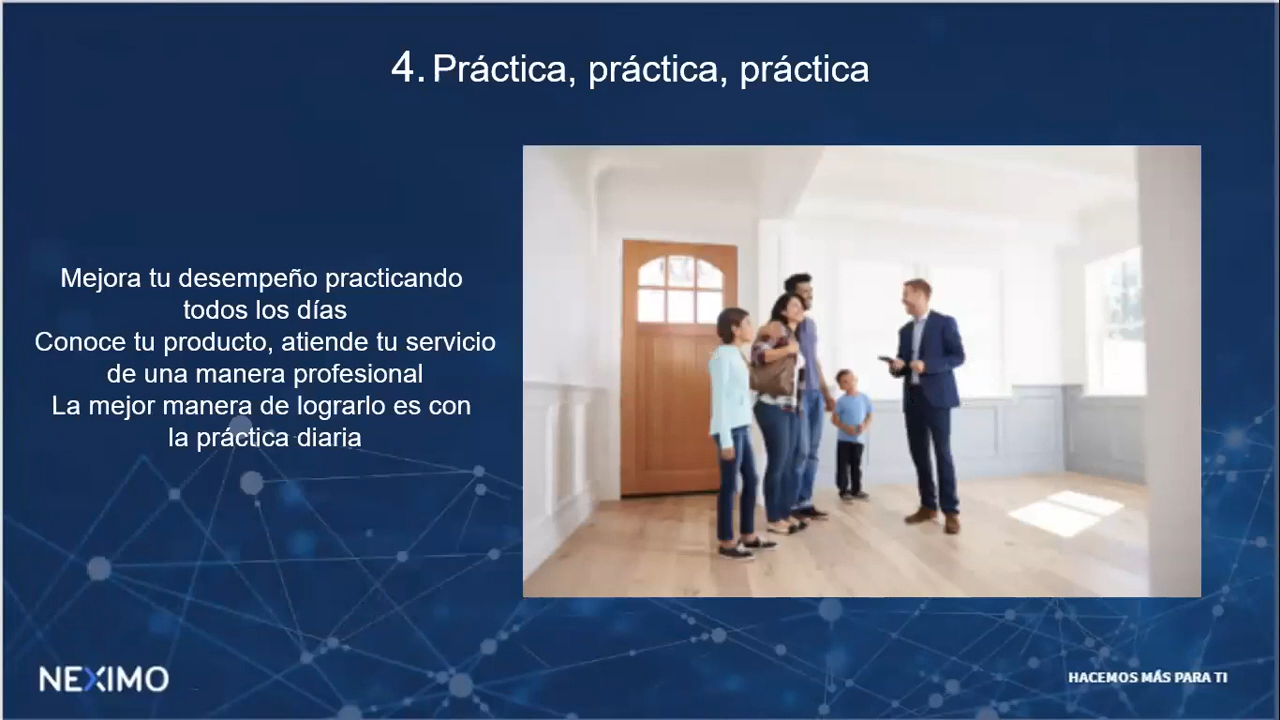 4. Práctica, práctica, práctica
Mejora tu desempeño practicando
todos los días
Conoce tu producto, atiende tu servicio
de una manera profesional
La mejor manera de lograrlo es con
la práctica diaria
NEXIMO
HACEMOS MÁS PARA TI